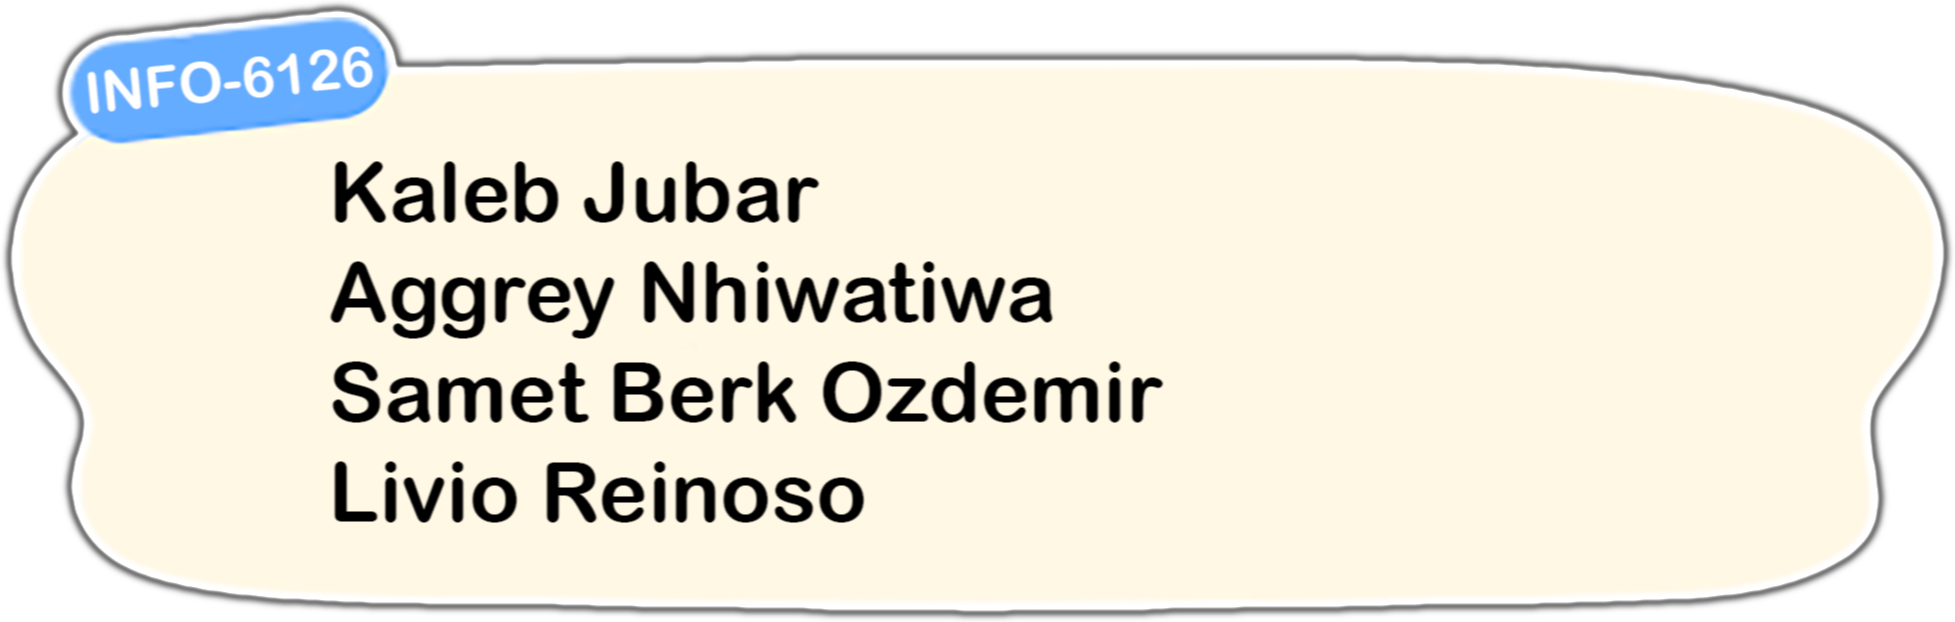 INFO-6126
Kaleb Jubar
Aggrey Nhiwatiwa
Samet Berk Ozdemir
Livio Reinoso